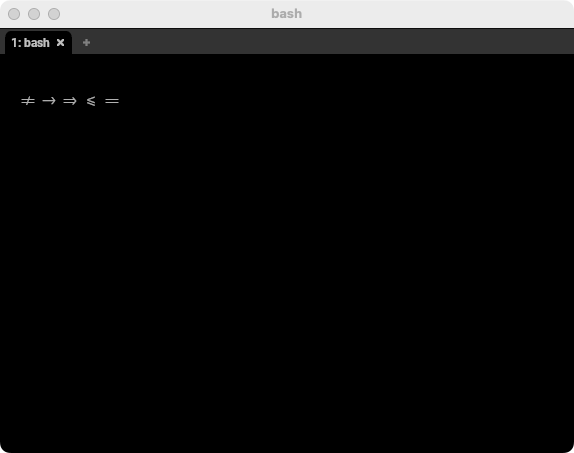 bash
1: bash × +
≠ → ⇒ ⩽ ==